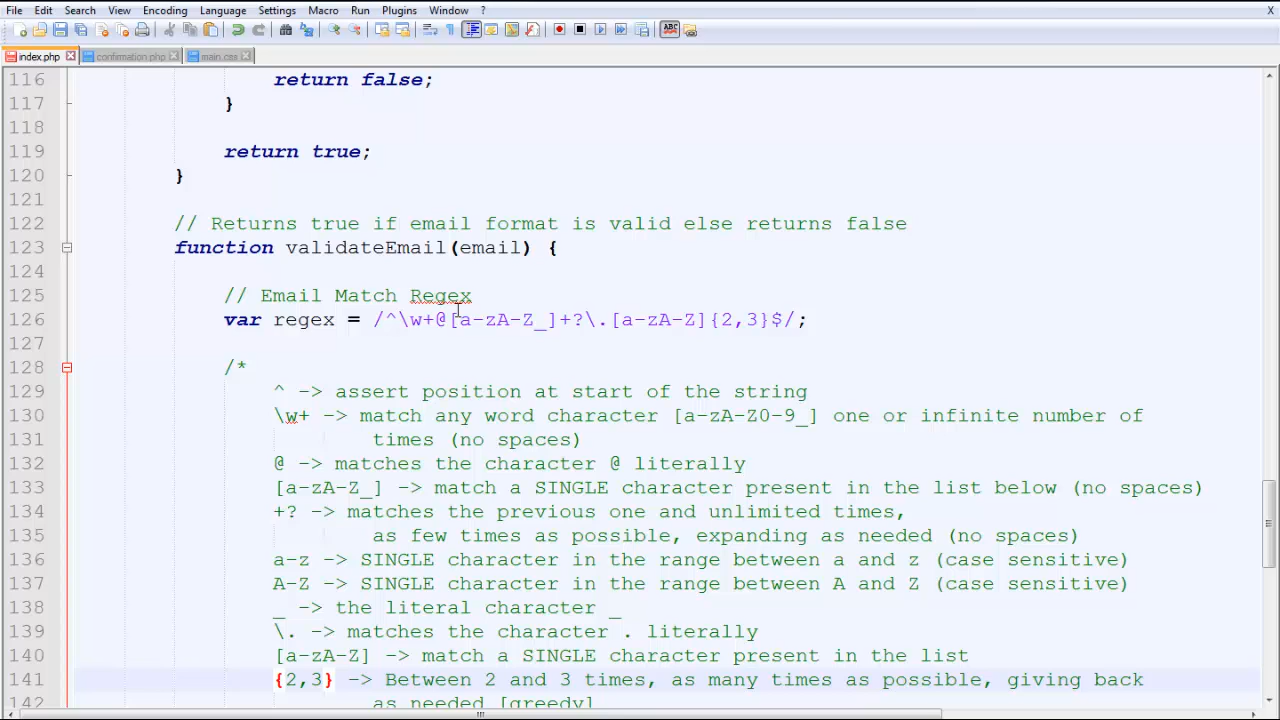 File Edit Search View Encoding Language Settings Macro Run Plugins Window ? X
index.php confirmation.php main.css
116 return false;
117 }
118
119 return true;
120 }
121
122 // Returns true if email format is valid else returns false
123 function validateEmail(email) {
124
125 // Email Match Regex
126 var regex = /^\w+@[a-zA-Z_]+?\.[a-zA-Z]{2,3}$/;
127
128 /*
129 ^ -> assert position at start of the string
130 \w+ -> match any word character [a-zA-Z0-9_] one or infinite number of
131 times (no spaces)
132 @ -> matches the character @ literally
133 [a-zA-Z_] -> match a SINGLE character present in the list below (no spaces)
134 +? -> matches the previous one and unlimited times,
135 as few times as possible, expanding as needed (no spaces)
136 a-z -> SINGLE character in the range between a and z (case sensitive)
137 A-Z -> SINGLE character in the range between A and Z (case sensitive)
138 _ -> the literal character _
139 \. -> matches the character . literally
140 [a-zA-Z] -> match a SINGLE character present in the list
141 {2,3} -> Between 2 and 3 times, as many times as possible, giving back
142 as needed [greedy]